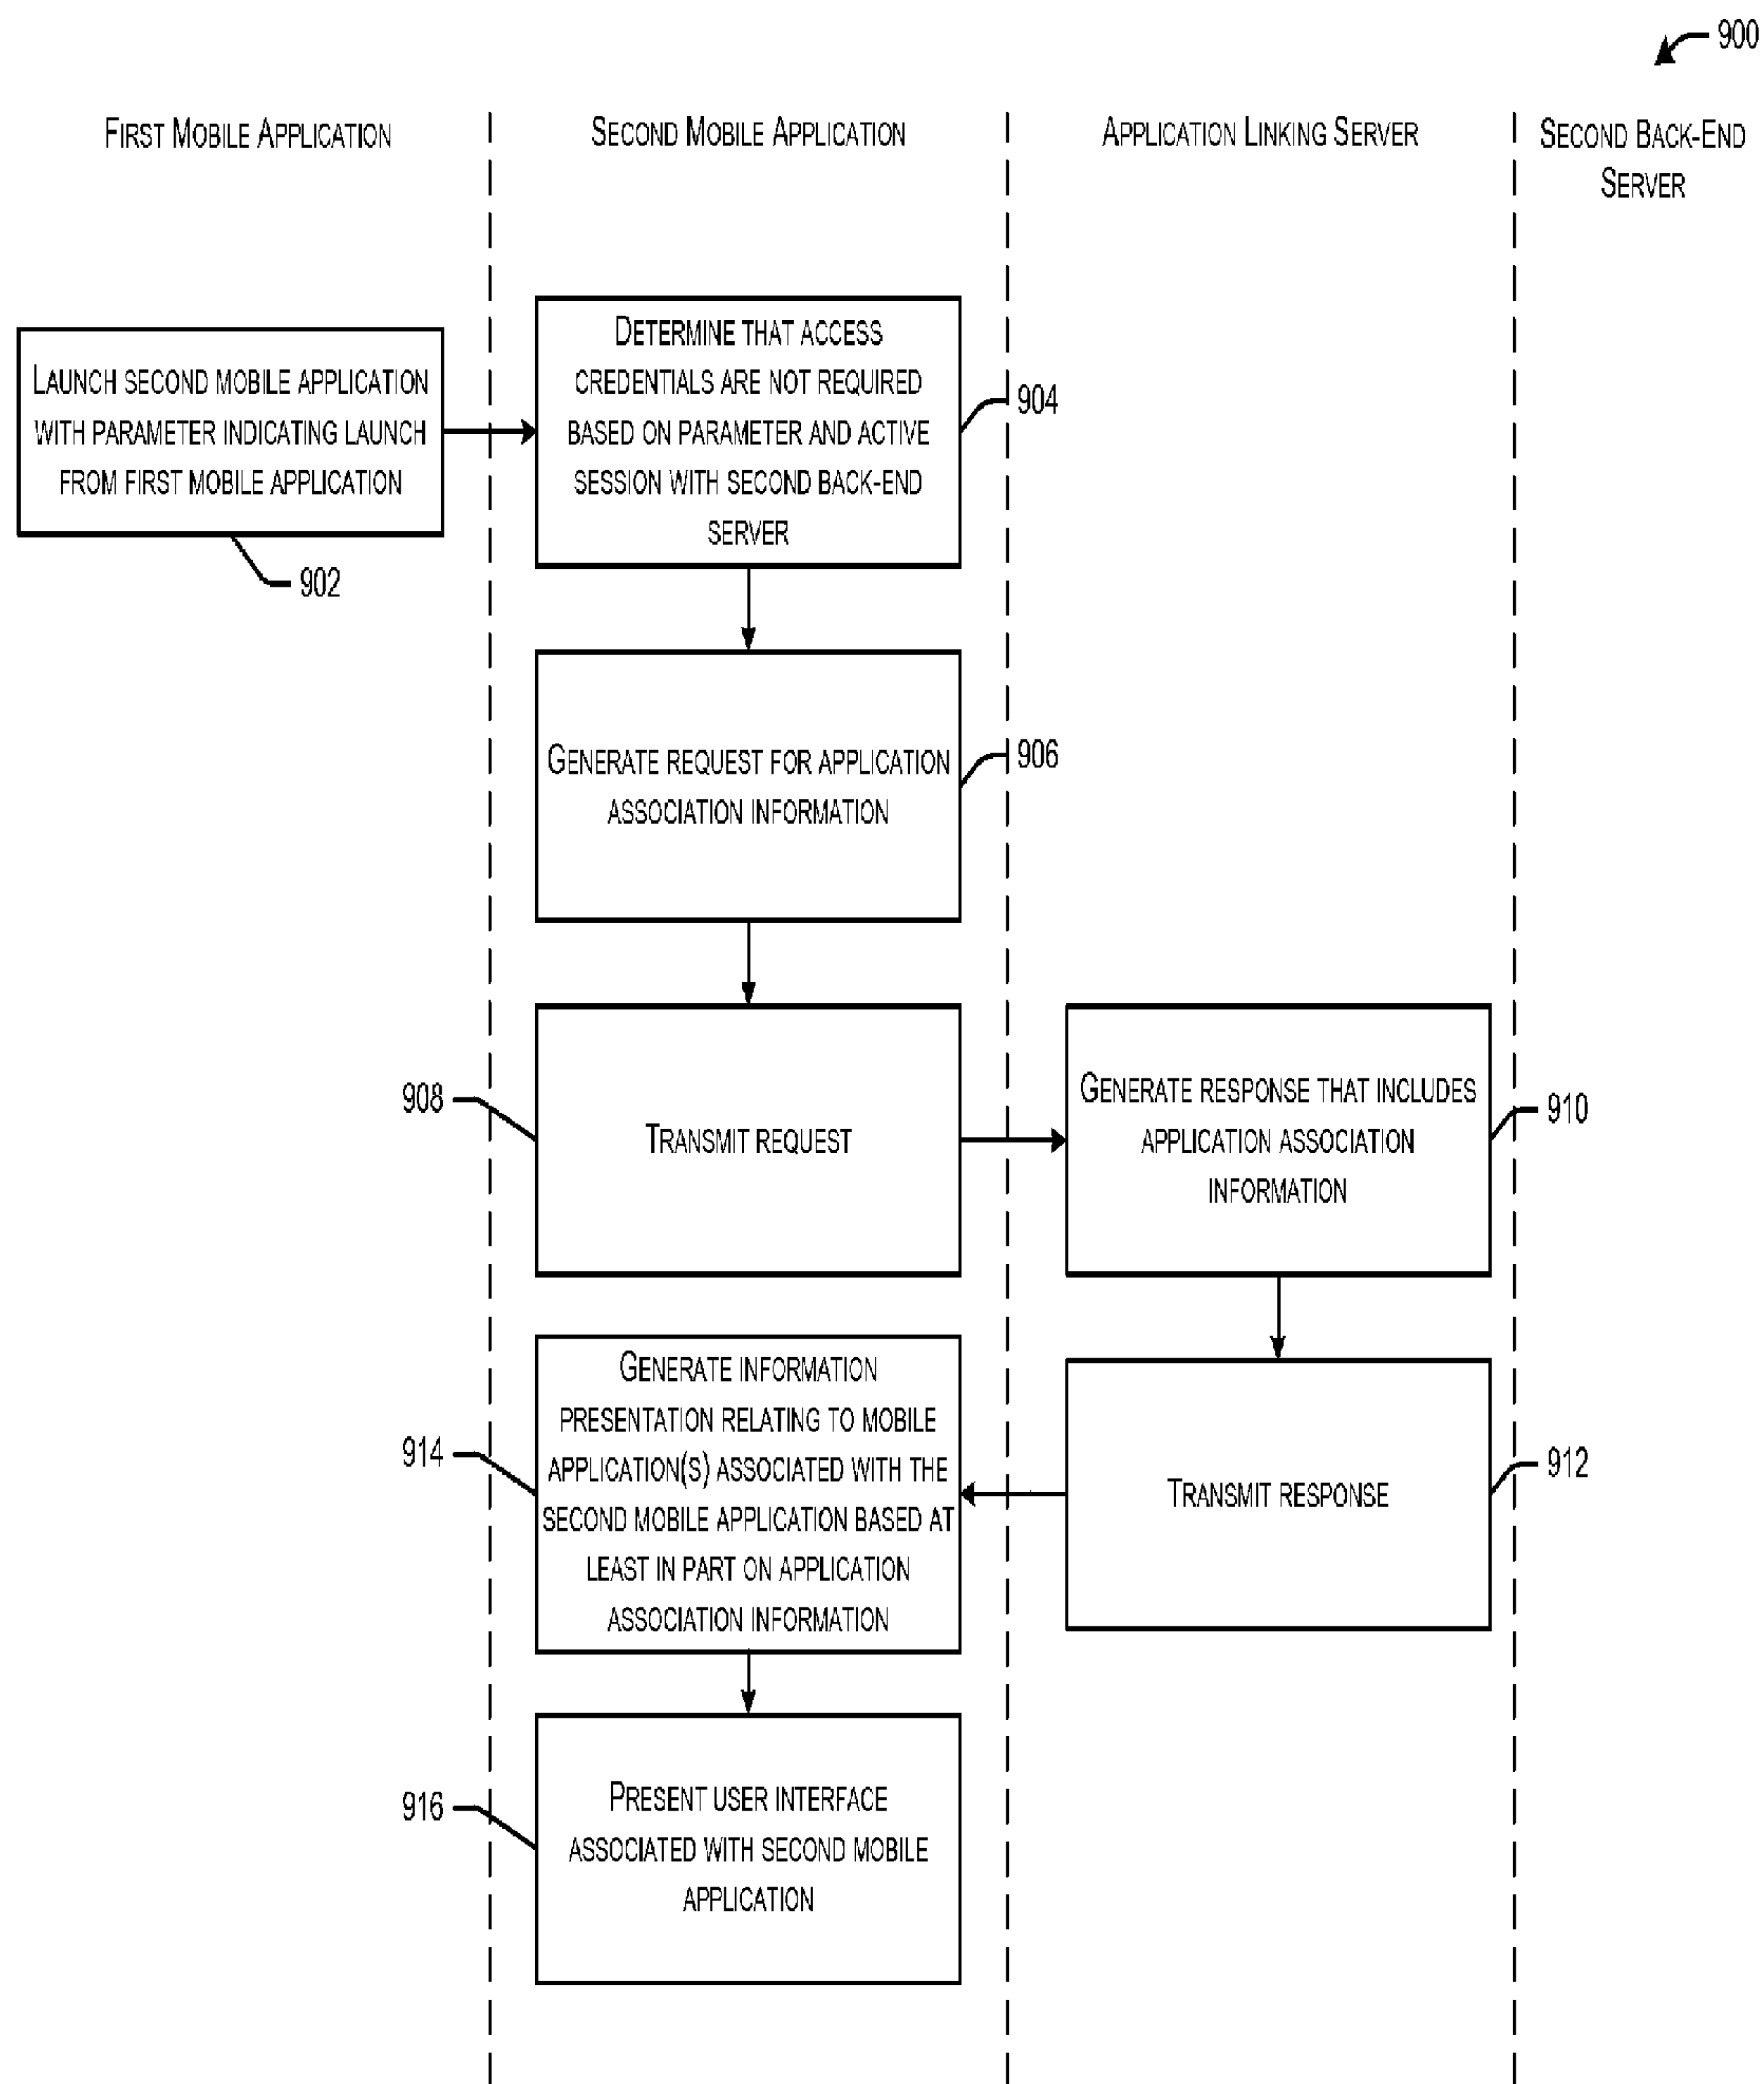 900
First Mobile Application
Second Mobile Application
Application Linking Server
Second Back-End
Server
Launch second mobile application
with parameter indicating launch
from first mobile application
902
Determine that access
credentials are not required
based on parameter and active
session with second back-end
server
904
Generate request for application
association information
906
Transmit request
908
Generate response that includes
application association
information
910
Transmit response
912
Generate information
presentation relating to mobile
application(s) associated with the
second mobile application based at
least in part on application
association information
914
Present user interface
associated with second mobile
application
916